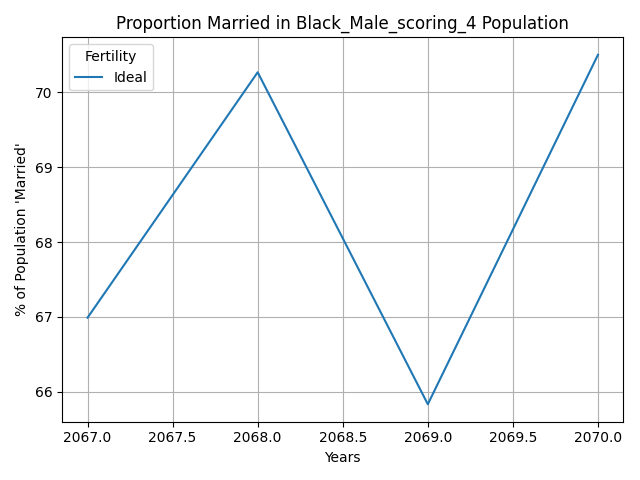 Proportion Married in Black_Male_scoring_4 Population
Fertility
Ideal
% of Population 'Married'
70
69
68
67
66
2067.0 2067.5 2068.0 2068.5 2069.0 2069.5 2070.0
Years